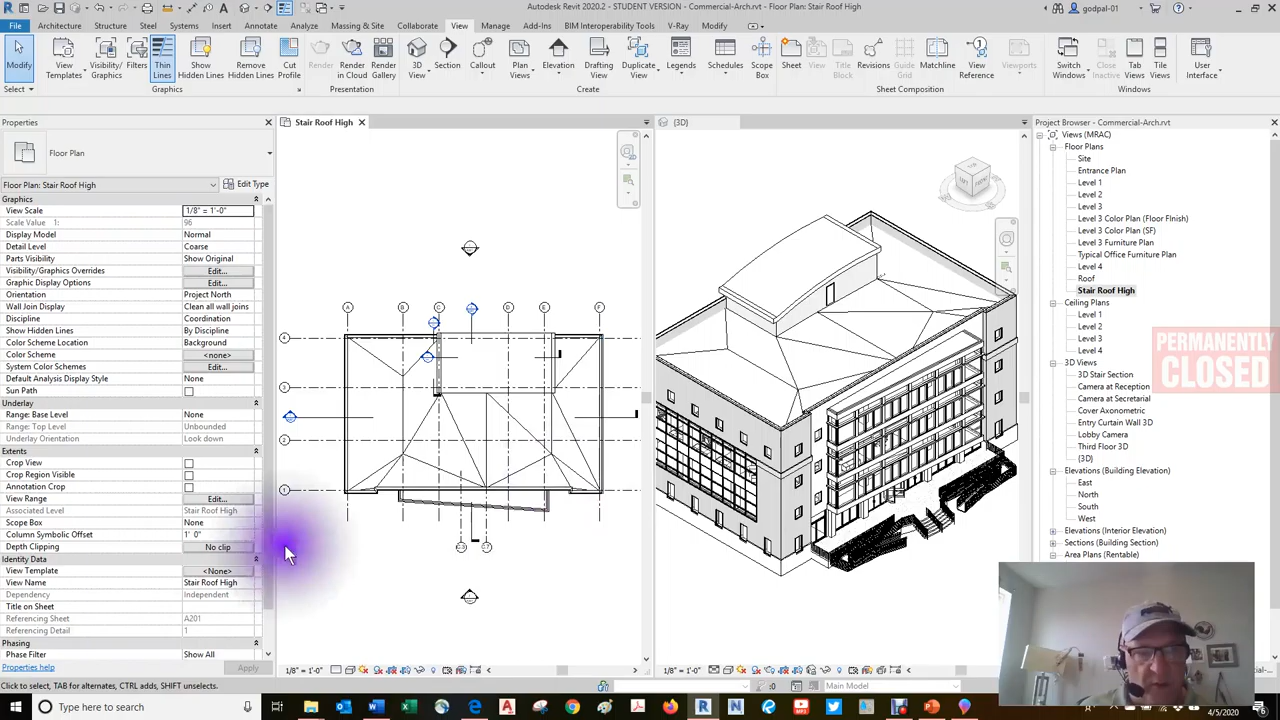 Autodesk Revit 2020.2 - STUDENT VERSION - Commercial-Arch.rvt - Floor Plan: Stair Roof High
godpal-01
File Architecture Structure Steel Systems Insert Annotate Analyze Massing & Site Collaborate View Manage Add-Ins BIM Interoperability Tools V-Ray Modify
Modify
View Templates
Visibility/ Graphics
Filters
Thin Lines
Show Hidden Lines
Remove Hidden Lines
Cut Profile
Render
Render in Cloud
Render Gallery
3D View
Section
Callout
Plan Views
Elevation
Drafting View
Duplicate View
Legends
Schedules
Scope Box
Sheet
View
Title Block
Revisions
Guide Grid
Matchline
View Reference
Viewports
Switch Windows
Close Inactive
Tab Views
Tile Views
User Interface
Select Graphics Presentation Create Sheet Composition Windows
Properties
Stair Roof High
{3D}
Project Browser - Commercial-Arch.rvt
Floor Plan
Floor Plan: Stair Roof High
Edit Type
Graphics
View Scale 1/8" = 1'-0"
Scale Value 1: 96
Display Model Normal
Detail Level Coarse
Parts Visibility Show Original
Visibility/Graphics Overrides Edit...
Graphic Display Options Edit...
Orientation Project North
Wall Join Display Clean all wall joins
Discipline Coordination
Show Hidden Lines By Discipline
Color Scheme Location Background
Color Scheme <none>
System Color Schemes Edit...
Default Analysis Display Style None
Sun Path
Underlay
Range: Base Level None
Range: Top Level Unbounded
Underlay Orientation Look down
Extents
Crop View
Crop Region Visible
Annotation Crop
View Range Edit...
Associated Level Stair Roof High
Scope Box None
Column Symbolic Offset 1' 0"
Depth Clipping No clip
Identity Data
View Template <None>
View Name Stair Roof High
Dependency Independent
Title on Sheet
Referencing Sheet A201
Referencing Detail 1
Phasing
Phase Filter Show All
Properties help
Apply
A B C D E F
4
3
2
1
Views (MRAC)
Floor Plans
Site
Entrance Plan
Level 1
Level 2
Level 3
Level 3 Color Plan (Floor Finish)
Level 3 Color Plan (SF)
Level 3 Furniture Plan
Typical Office Furniture Plan
Level 4
Roof
Stair Roof High
Ceiling Plans
Level 1
Level 2
Level 3
Level 4
3D Views
3D Stair Section
Camera at Reception
Camera at Secretarial
Cover Axonometric
Entry Curtain Wall 3D
Lobby Camera
Third Floor 3D
{3D}
Elevations (Building Elevation)
East
North
South
West
Elevations (Interior Elevation)
Sections (Building Section)
Area Plans (Rentable)
PERMANENTLY
CLOSED
1/8" = 1'-0"
1/8" = 1'-0"
Click to select, TAB for alternates, CTRL adds, SHIFT unselects.
:0
Main Model
Type here to search
4/5/2020